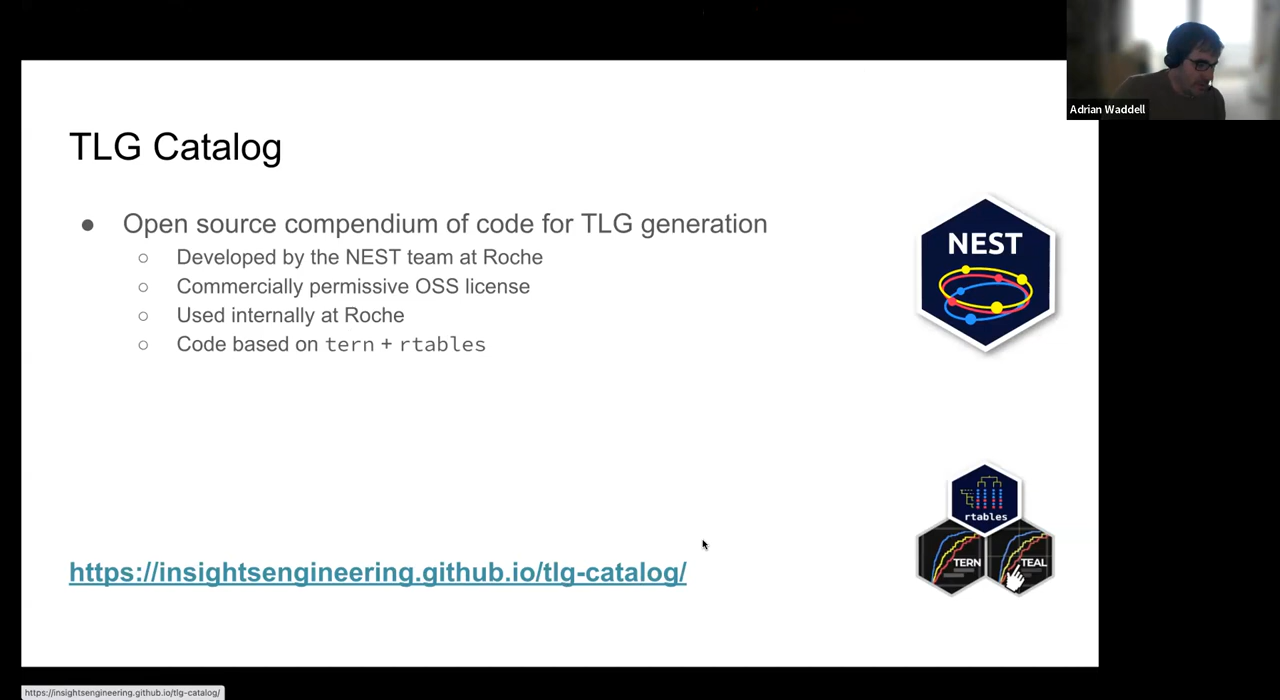 Adrian Waddell
TLG Catalog
● Open source compendium of code for TLG generation
○ Developed by the NEST team at Roche
○ Commercially permissive OSS license
○ Used internally at Roche
○ Code based on tern + rtables
NEST
rtables
TERN
TEAL
https://insightsengineering.github.io/tlg-catalog/
https://insightsengineering.github.io/tlg-catalog/